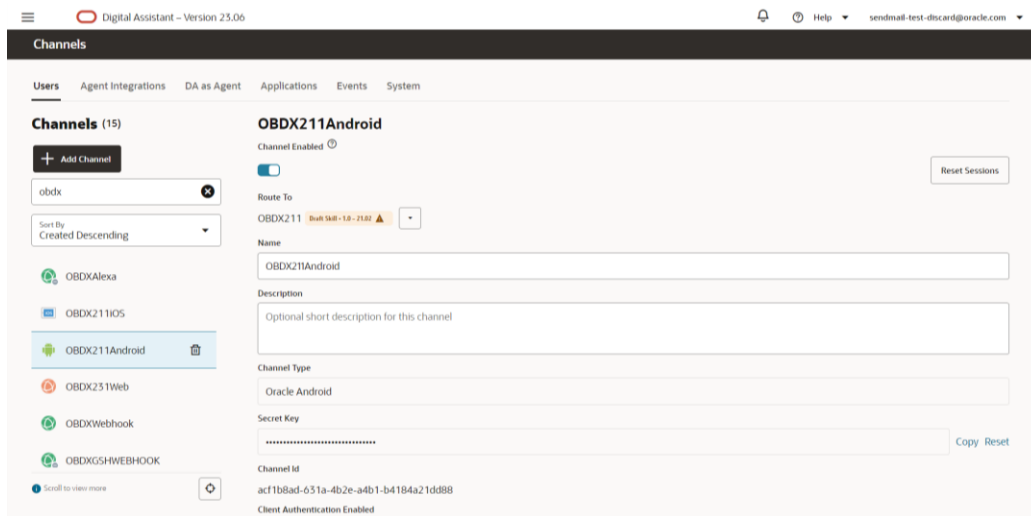 Digital Assistant – Version 23.06
Help
sendmail-test-discard@oracle.com
Channels
Users Agent Integrations DA as Agent Applications Events System
Channels (15)
Add Channel
obdx
Sort By
Created Descending
OBDXAlexa
OBDX211iOS
OBDX211Android
OBDX231Web
OBDXWebhook
OBDXGSHWEBHOOK
Scroll to view more
OBDX211Android
Channel Enabled
Reset Sessions
Route To
OBDX211 Draft Skill - 1.0 - 21.02
Name
OBDX211Android
Description
Optional short description for this channel
Channel Type
Oracle Android
Secret Key
••••••••••••••••••••••••••••••••
Copy Reset
Channel Id
acf1b8ad-631a-4b2e-a4b1-b4184a21dd88
Client Authentication Enabled